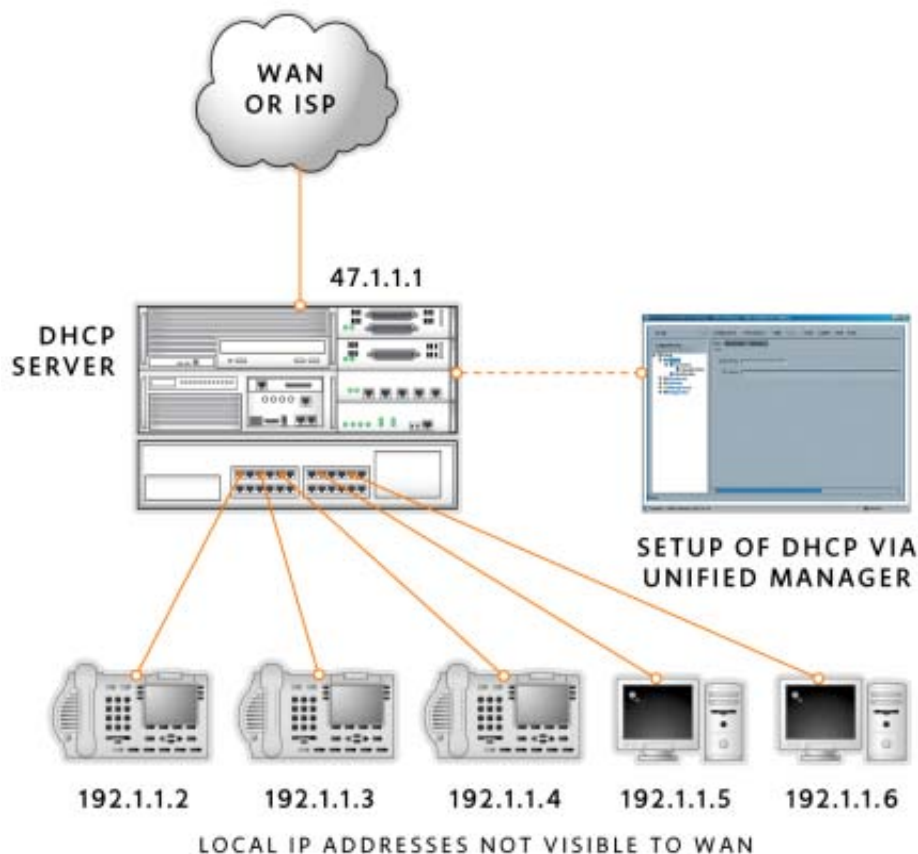 WAN
OR ISP
47.1.1.1
DHCP
SERVER
SETUP OF DHCP VIA
UNIFIED MANAGER
192.1.1.2
192.1.1.3
192.1.1.4
192.1.1.5
192.1.1.6
LOCAL IP ADDRESSES NOT VISIBLE TO WAN